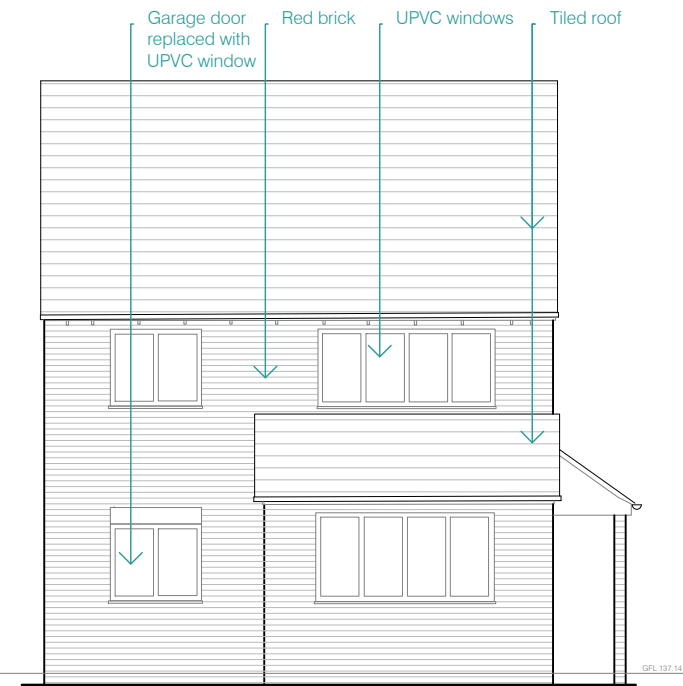 Garage door
replaced with
UPVC window
Red brick
UPVC windows
Tiled roof
GFL 137.14